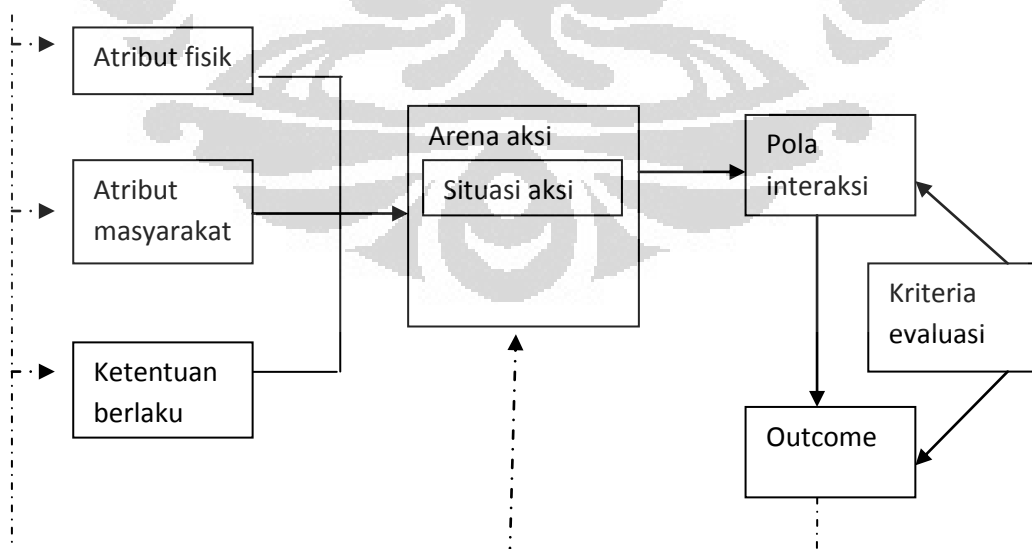 Atribut fisik
Atribut
masyarakat
Ketentuan
berlaku
Arena aksi
Situasi aksi
Pola
interaksi
Kriteria
evaluasi
Outcome